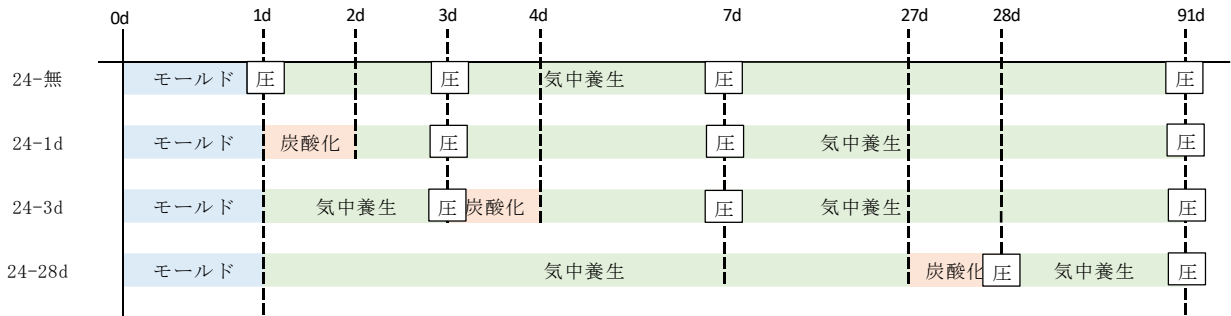 0d 1d 2d 3d 4d 7d 27d 28d 91d
24-無 モールド 圧 圧 気中養生 圧 圧
24-1d モールド 炭酸化 圧 圧 気中養生 圧
24-3d モールド 気中養生 圧 炭酸化 圧 気中養生 圧
24-28d モールド 気中養生 炭酸化 圧 気中養生 圧